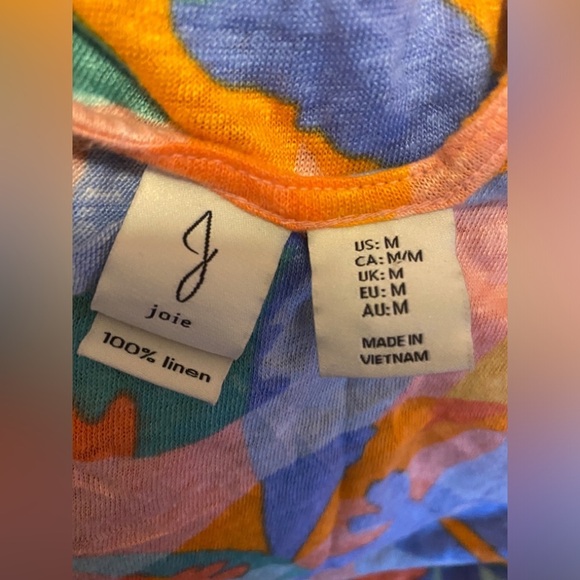 J
joie
100% linen
US: M
CA: M/M
UK: M
EU: M
AU: M
MADE IN
VIETNAM